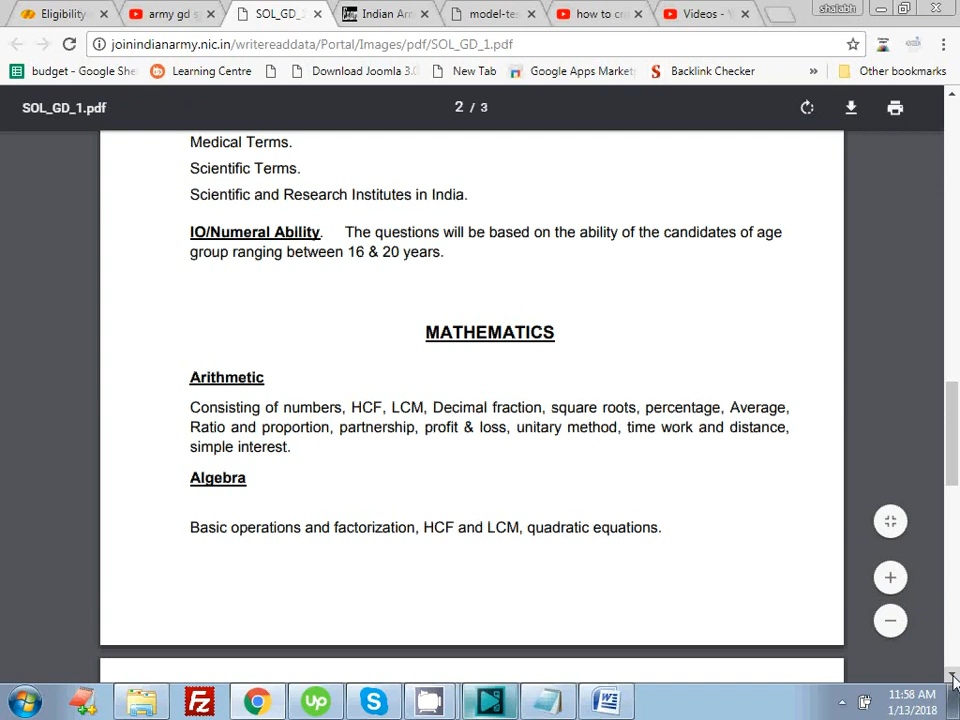 Eligibility
army gd s
SOL_GD_
Indian Arm
model-tes
how to cra
Videos - Y
shalabh
joinindianarmy.nic.in/writereaddata/Portal/Images/pdf/SOL_GD_1.pdf
budget - Google She
Learning Centre
Download Joomla 3.0
New Tab
Google Apps Market
Backlink Checker
»
Other bookmarks
SOL_GD_1.pdf
2 / 3
Medical Terms.
Scientific Terms.
Scientific and Research Institutes in India.
IO/Numeral Ability. The questions will be based on the ability of the candidates of age
group ranging between 16 & 20 years.
MATHEMATICS
Arithmetic
Consisting of numbers, HCF, LCM, Decimal fraction, square roots, percentage, Average,
Ratio and proportion, partnership, profit & loss, unitary method, time work and distance,
simple interest.
Algebra
Basic operations and factorization, HCF and LCM, quadratic equations.
11:58 AM
1/13/2018